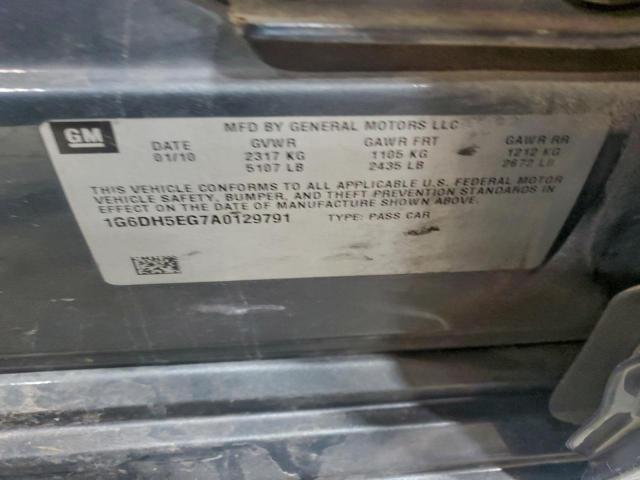 GM
MFD BY GENERAL MOTORS LLC
DATE GVWR GAWR FRT GAWR RR
01/10 2317 KG 1105 KG 1212 KG
5107 LB 2435 LB 2672 LB
THIS VEHICLE CONFORMS TO ALL APPLICABLE U.S. FEDERAL MOTOR
VEHICLE SAFETY, BUMPER, AND THEFT PREVENTION STANDARDS IN
EFFECT ON THE DATE OF MANUFACTURE SHOWN ABOVE.
1G6DH5EG7A0129791 TYPE: PASS CAR